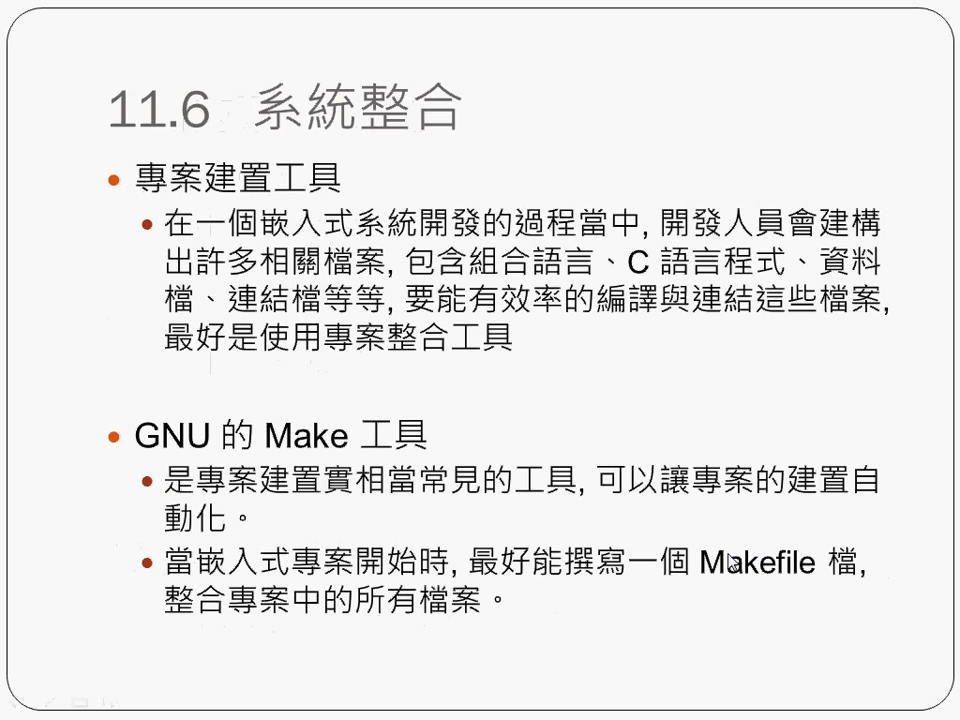 11.6 系統整合
專案建置工具
在一個嵌入式系統開發的過程當中, 開發人員會建構
出許多相關檔案, 包含組合語言、C 語言程式、資料
檔、連結檔等等, 要能有效率的編譯與連結這些檔案,
最好是使用專案整合工具
GNU 的 Make 工具
是專案建置實相當常見的工具, 可以讓專案的建置自
動化。
當嵌入式專案開始時, 最好能撰寫一個 Makefile 檔,
整合專案中的所有檔案。